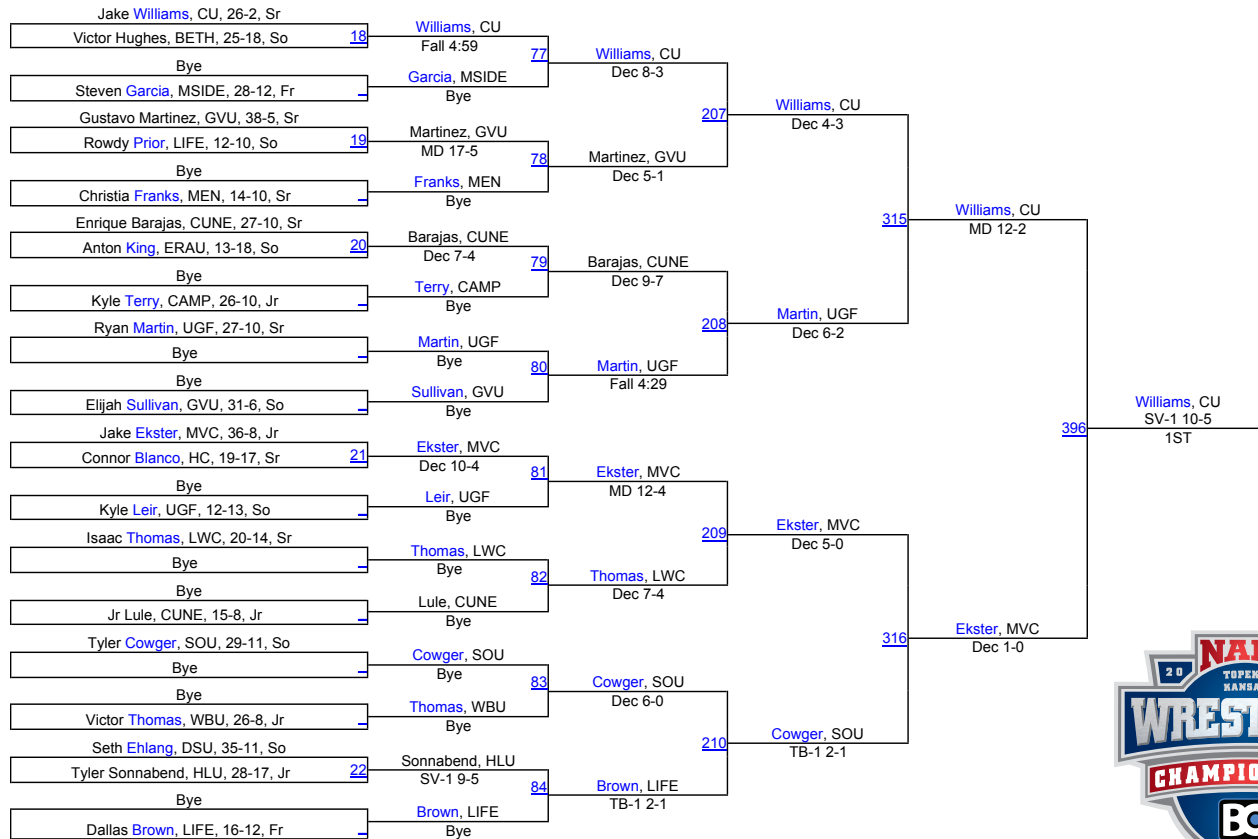 Jake Williams, CU, 26-2, Sr
Victor Hughes, BETH, 25-18, So
18
Bye
Steven Garcia, MSIDE, 28-12, Fr
Gustavo Martinez, GVU, 38-5, Sr
Rowdy Prior, LIFE, 12-10, So
19
Bye
Christia Franks, MEN, 14-10, Sr
Enrique Barajas, CUNE, 27-10, Sr
Anton King, ERAU, 13-18, So
20
Bye
Kyle Terry, CAMP, 26-10, Jr
Ryan Martin, UGF, 27-10, Sr
Bye
Bye
Elijah Sullivan, GVU, 31-6, So
Jake Ekster, MVC, 36-8, Jr
Connor Blanco, HC, 19-17, Sr
21
Bye
Kyle Leir, UGF, 12-13, So
Isaac Thomas, LWC, 20-14, Sr
Bye
Bye
Jr Lule, CUNE, 15-8, Jr
Tyler Cowger, SOU, 29-11, So
Bye
Bye
Victor Thomas, WBU, 26-8, Jr
Seth Ehlang, DSU, 35-11, So
Tyler Sonnabend, HLU, 28-17, Jr
22
Bye
Dallas Brown, LIFE, 16-12, Fr
Williams, CU
Fall 4:59
77
Garcia, MSIDE
Bye
Martinez, GVU
MD 17-5
78
Franks, MEN
Bye
Barajas, CUNE
Dec 7-4
79
Terry, CAMP
Bye
Martin, UGF
Bye
80
Sullivan, GVU
Bye
Ekster, MVC
Dec 10-4
81
Leir, UGF
Bye
Thomas, LWC
Bye
82
Lule, CUNE
Bye
Cowger, SOU
Bye
83
Thomas, WBU
Bye
Sonnabend, HLU
SV-1 9-5
84
Brown, LIFE
Bye
Williams, CU
Dec 8-3
207
Martinez, GVU
Dec 5-1
Barajas, CUNE
Dec 9-7
208
Martin, UGF
Fall 4:29
Ekster, MVC
MD 12-4
209
Thomas, LWC
Dec 7-4
Cowger, SOU
Dec 6-0
210
Brown, LIFE
TB-1 2-1
Williams, CU
Dec 4-3
315
Martin, UGF
Dec 6-2
Ekster, MVC
Dec 5-0
316
Cowger, SOU
TB-1 2-1
Williams, CU
MD 12-2
396
Ekster, MVC
Dec 1-0
Williams, CU
SV-1 10-5
1ST
20